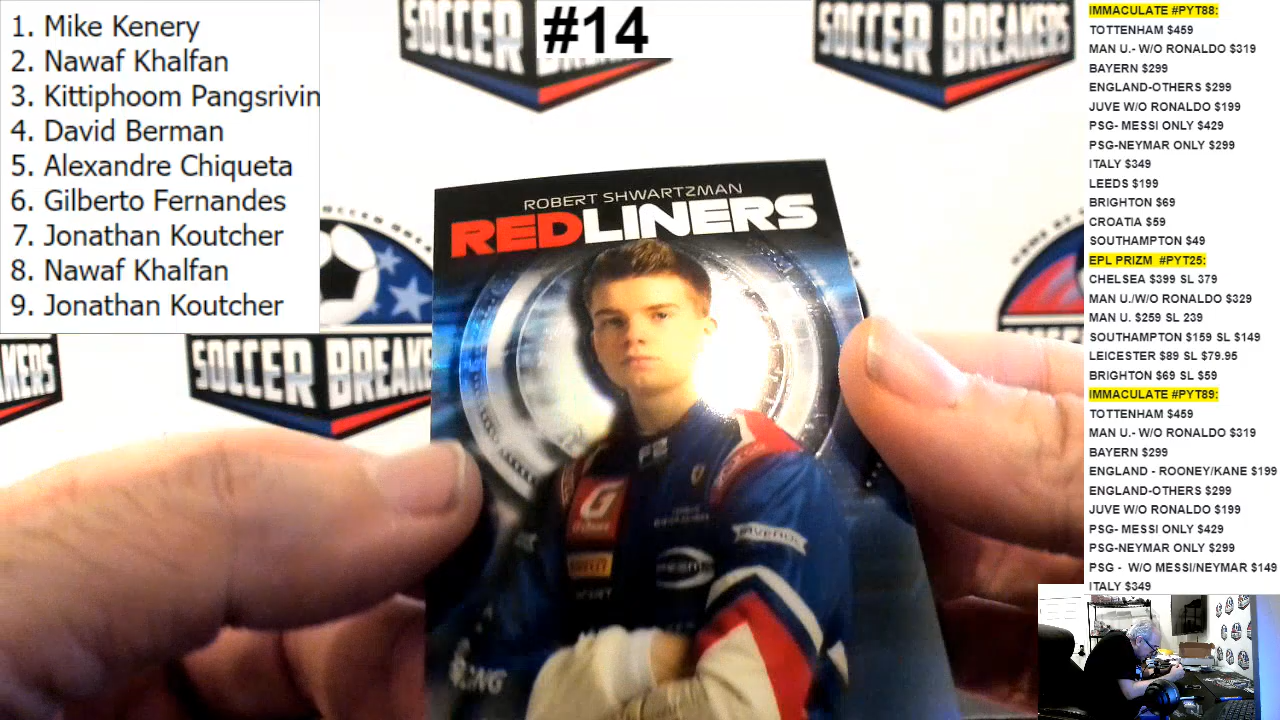 1. Mike Kenery
2. Nawaf Khalfan
3. Kittiphoom Pangsrivin
4. David Berman
5. Alexandre Chiqueta
6. Gilberto Fernandes
7. Jonathan Koutcher
8. Nawaf Khalfan
9. Jonathan Koutcher
#14
SOCCER BREAKERS
SOCCER BREAKERS
KERS
SOCCER BREAKERS
ROBERT SHWARTZMAN
REDLINERS
PIRELLI
IMMACULATE #PYT88:
TOTTENHAM $459
MAN U.- W/O RONALDO $319
BAYERN $299
ENGLAND-OTHERS $299
JUVE W/O RONALDO $199
PSG- MESSI ONLY $429
PSG-NEYMAR ONLY $299
ITALY $349
LEEDS $199
BRIGHTON $69
CROATIA $59
SOUTHAMPTON $49
EPL PRIZM #PYT25:
CHELSEA $399 SL 379
MAN U./W/O RONALDO $329
MAN U. $259 SL 239
SOUTHAMPTON $159 SL $149
LEICESTER $89 SL $79.95
BRIGHTON $69 SL $59
IMMACULATE #PYT89:
TOTTENHAM $459
MAN U.- W/O RONALDO $319
BAYERN $299
ENGLAND - ROONEY/KANE $199
ENGLAND-OTHERS $299
JUVE W/O RONALDO $199
PSG- MESSI ONLY $429
PSG-NEYMAR ONLY $299
PSG - W/O MESSI/NEYMAR $149
ITALY $349